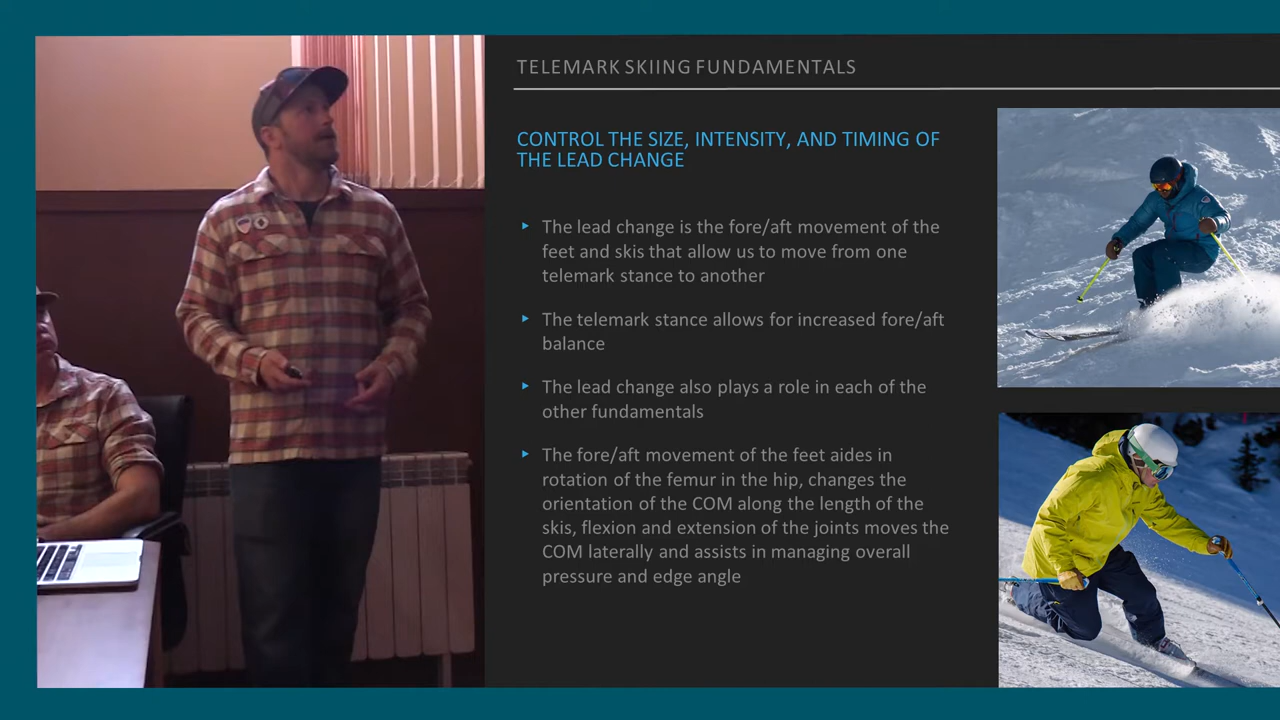 TELEMARK SKIING FUNDAMENTALS
CONTROL THE SIZE, INTENSITY, AND TIMING OF
THE LEAD CHANGE
The lead change is the fore/aft movement of the
feet and skis that allow us to move from one
telemark stance to another
The telemark stance allows for increased fore/aft
balance
The lead change also plays a role in each of the
other fundamentals
The fore/aft movement of the feet aides in
rotation of the femur in the hip, changes the
orientation of the COM along the length of the
skis, flexion and extension of the joints moves the
COM laterally and assists in managing overall
pressure and edge angle